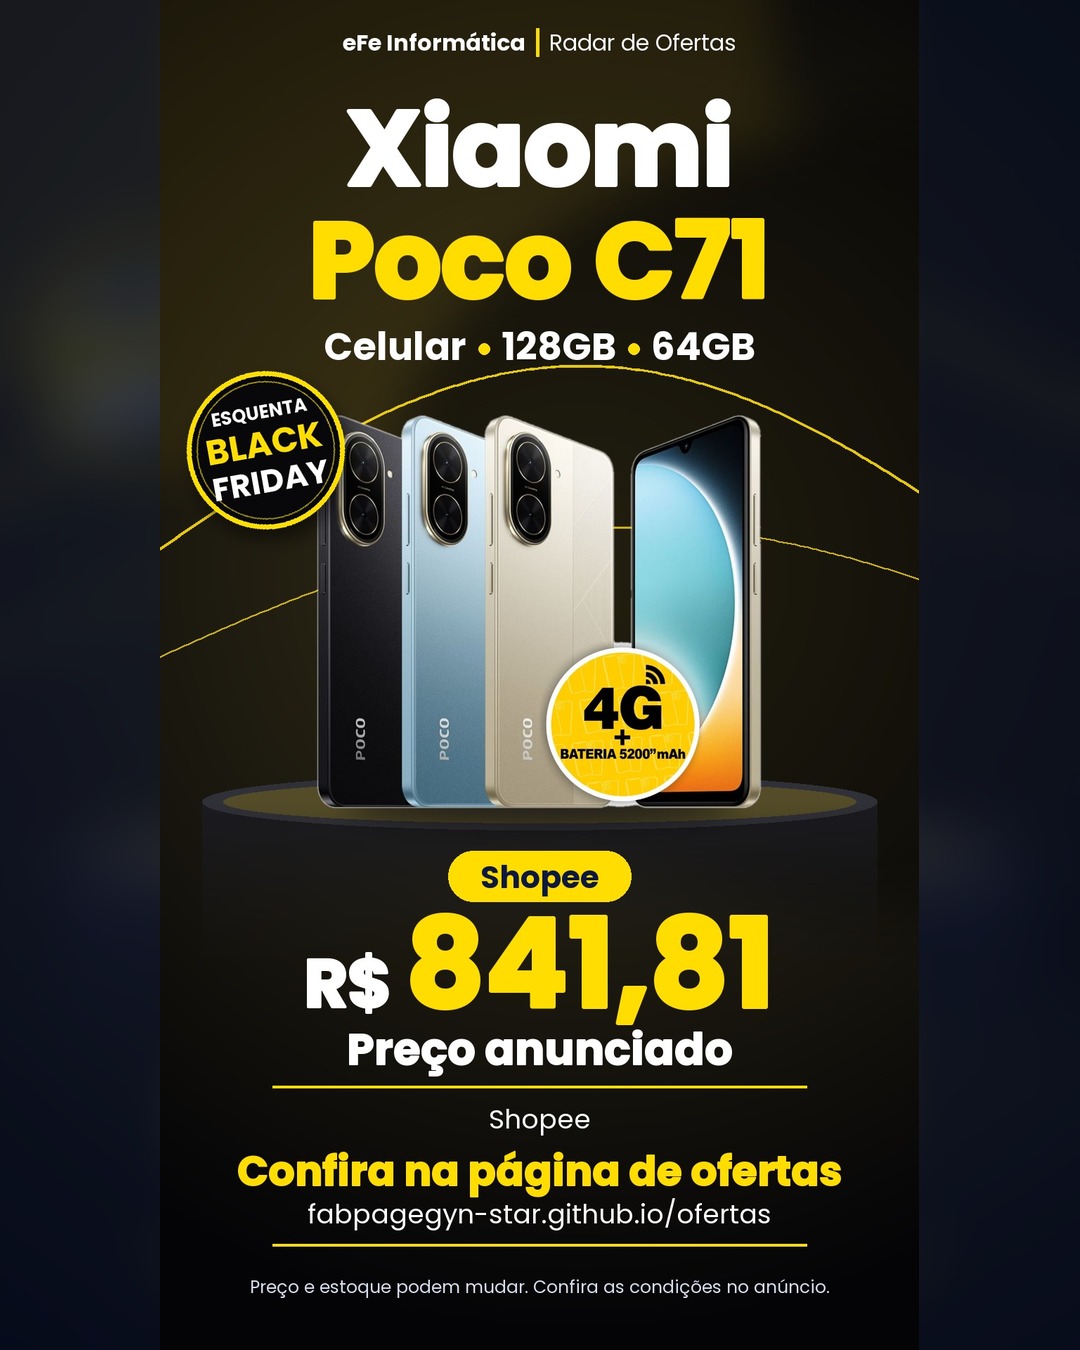 eFe Informática | Radar de Ofertas
Xiaomi
Poco C71
Celular • 128GB • 64GB
ESQUENTA
BLACK
FRIDAY
POCO
POCO
POCO
4G
+
BATERIA 5200”mAh
Shopee
R$ 841,81
Preço anunciado
Shopee
Confira na página de ofertas
fabpagegyn-star.github.io/ofertas
Preço e estoque podem mudar. Confira as condições no anúncio.